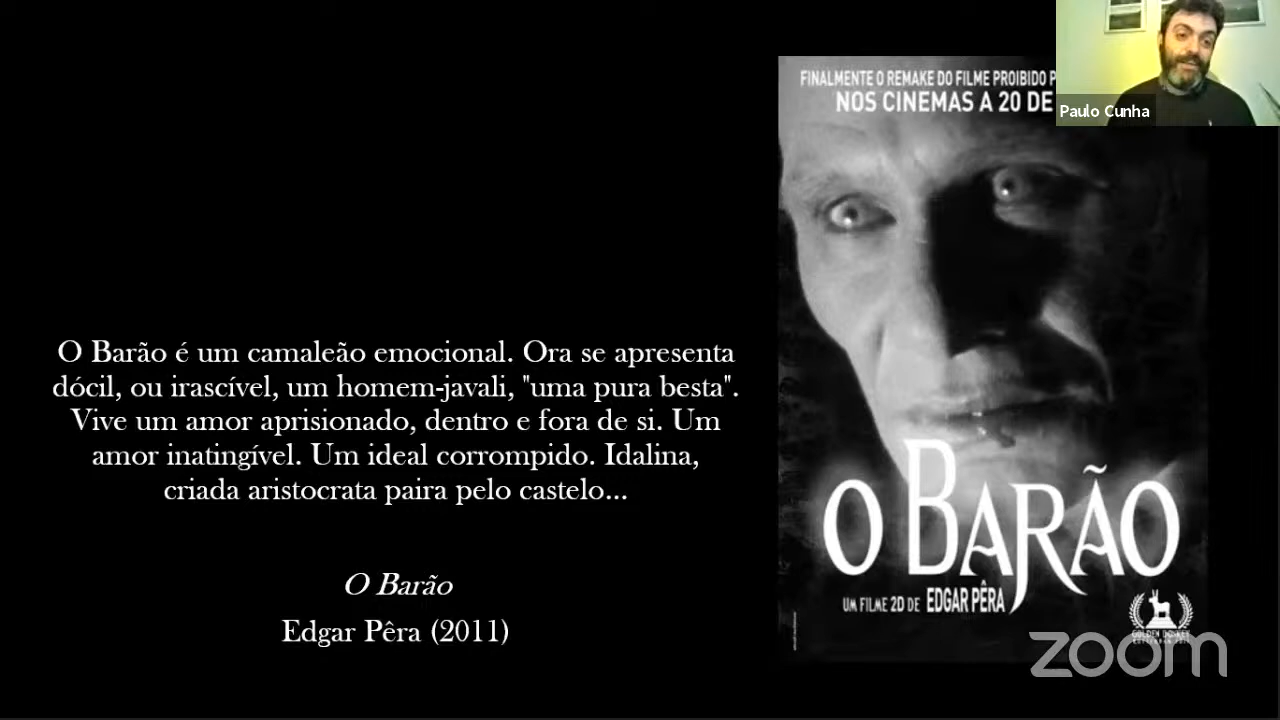 O Barão é um camaleão emocional. Ora se apresenta
dócil, ou irascível, um homem-javali, "uma pura besta".
Vive um amor aprisionado, dentro e fora de si. Um
amor inatingível. Um ideal corrompido. Idalina,
criada aristocrata paira pelo castelo...
O Barão
Edgar Pêra (2011)
FINALMENTE O REMAKE DO FILME PROIBIDO
NOS CINEMAS A 20 DE
Paulo Cunha
O BARÃO
UM FILME 2D DE EDGAR PÊRA
GOLDEN DONKEY
zoom